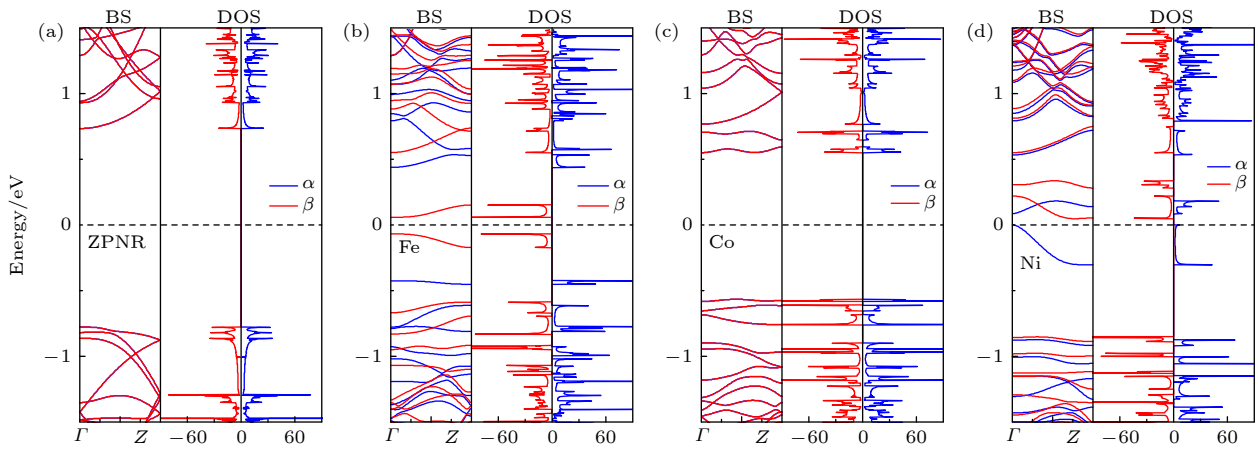 BS DOS BS DOS BS DOS BS DOS
(a) (b) (c) (d)
1 1 1 1
α α α α
β β β β
0 0 0 0
ZPNR Fe Co Ni
−1 −1 −1 −1
Energy/eV
Γ Z −60 0 60 Γ Z −60 0 60 Γ Z −60 0 60 Γ Z −60 0 60